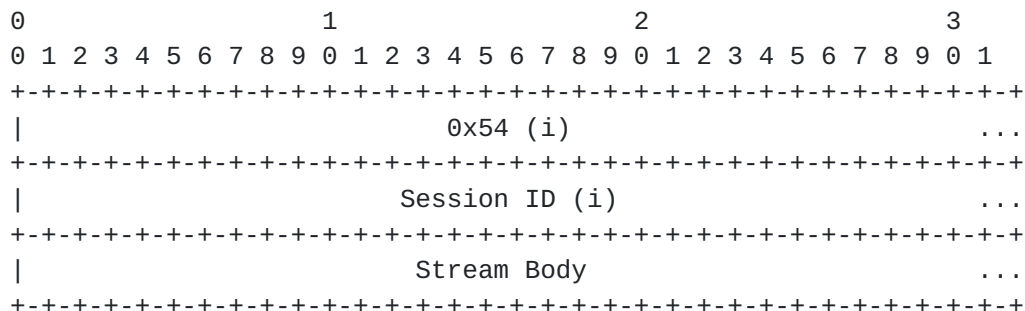 0                   1                   2                   3
0 1 2 3 4 5 6 7 8 9 0 1 2 3 4 5 6 7 8 9 0 1 2 3 4 5 6 7 8 9 0 1
+-+-+-+-+-+-+-+-+-+-+-+-+-+-+-+-+-+-+-+-+-+-+-+-+-+-+-+-+-+-+-+-+
|                           0x54 (i)                          ...
+-+-+-+-+-+-+-+-+-+-+-+-+-+-+-+-+-+-+-+-+-+-+-+-+-+-+-+-+-+-+-+-+
|                        Session ID (i)                       ...
+-+-+-+-+-+-+-+-+-+-+-+-+-+-+-+-+-+-+-+-+-+-+-+-+-+-+-+-+-+-+-+-+
|                         Stream Body                         ...
+-+-+-+-+-+-+-+-+-+-+-+-+-+-+-+-+-+-+-+-+-+-+-+-+-+-+-+-+-+-+-+-+